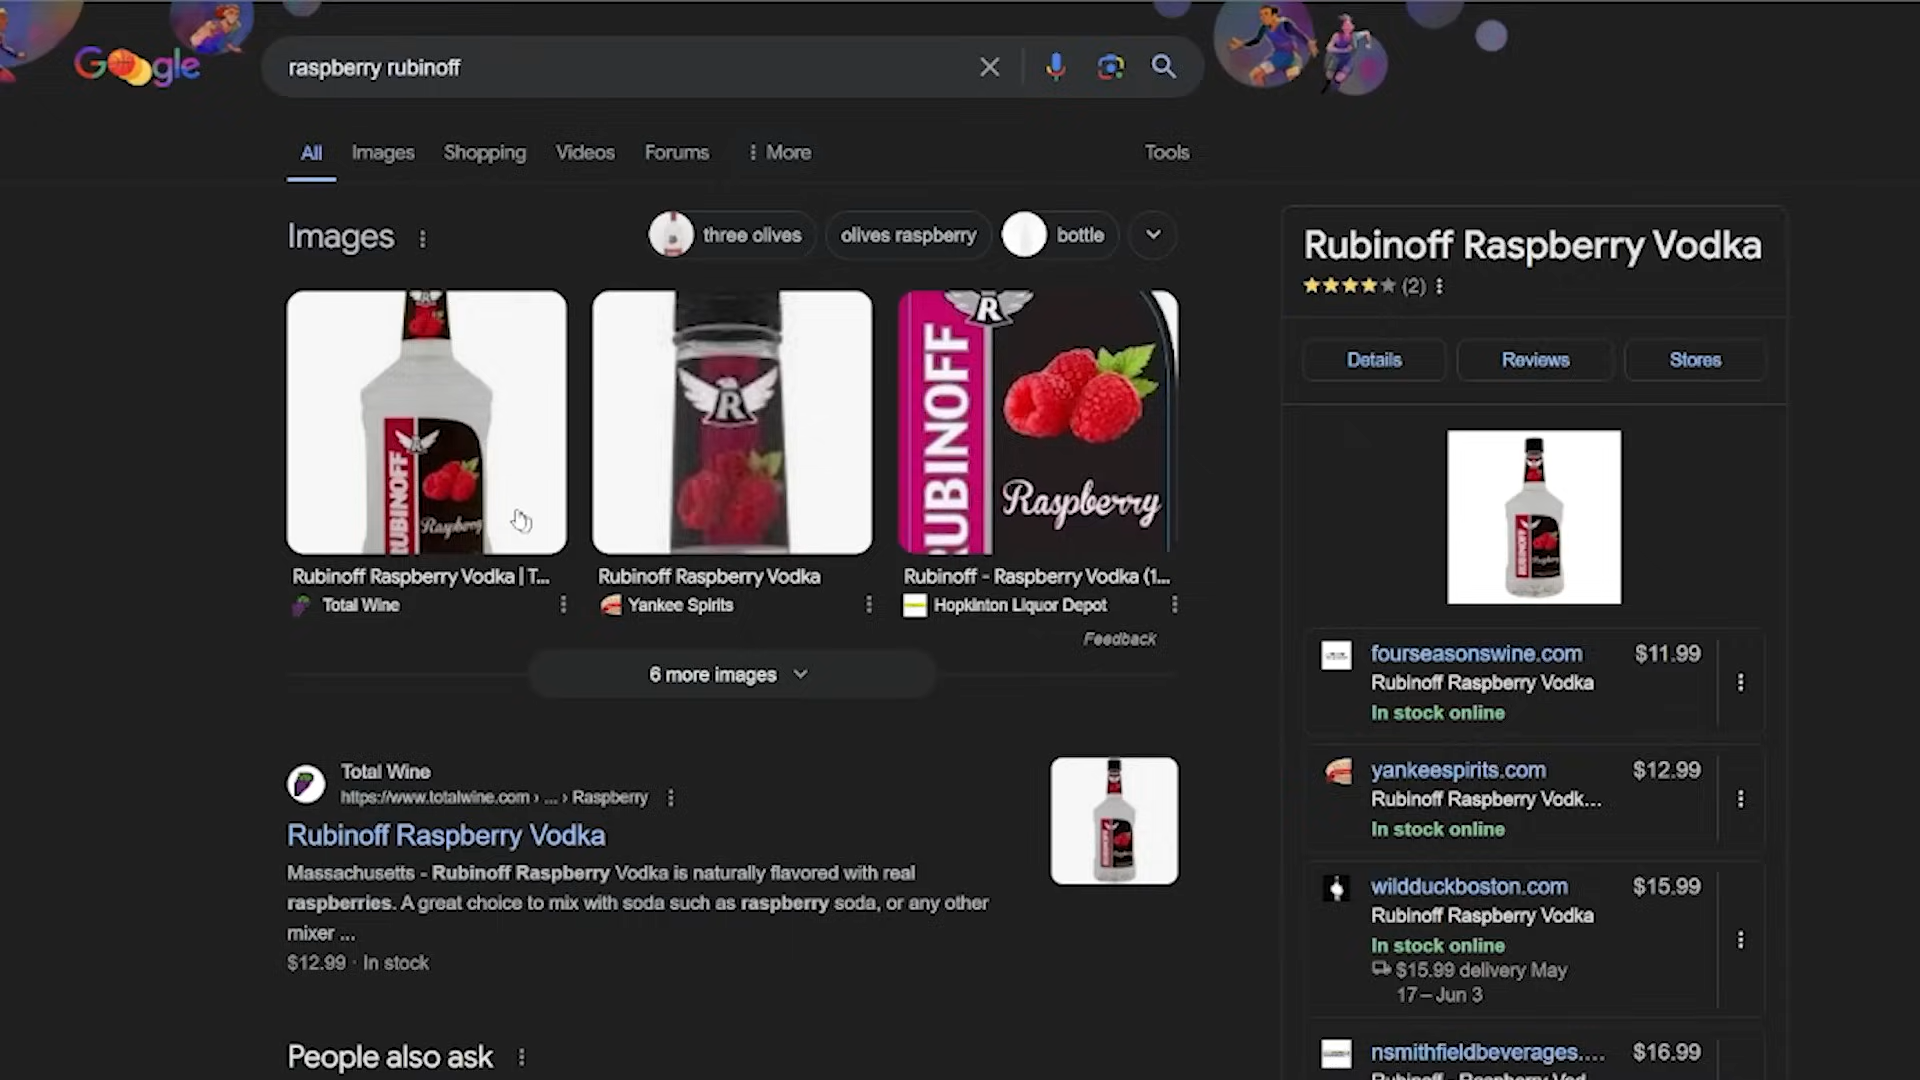 Google
raspberry rubinoff
All
Images
Shopping
Videos
Forums
More
Tools
Images
three olives
olives raspberry
bottle
RUBINOFF
Raspberry
R
R
RUBINOFF
Raspberry
Rubinoff Raspberry Vodka | T...
Total Wine
Rubinoff Raspberry Vodka
Yankee Spirits
Rubinoff - Raspberry Vodka (1...
Hopkinton Liquor Depot
Feedback
6 more images
Total Wine
https://www.totalwine.com › ... › Raspberry
Rubinoff Raspberry Vodka
Massachusetts - Rubinoff Raspberry Vodka is naturally flavored with real
raspberries. A great choice to mix with soda such as raspberry soda, or any other
mixer ...
$12.99 · In stock
People also ask
Rubinoff Raspberry Vodka
(2)
Details
Reviews
Stores
RUBINOFF
fourseasonswine.com
$11.99
Rubinoff Raspberry Vodka
In stock online
yankeespirits.com
$12.99
Rubinoff Raspberry Vodk...
In stock online
wildduckboston.com
$15.99
Rubinoff Raspberry Vodka
In stock online
$15.99 delivery May
17 – Jun 3
nsmithfieldbeverages....
$16.99